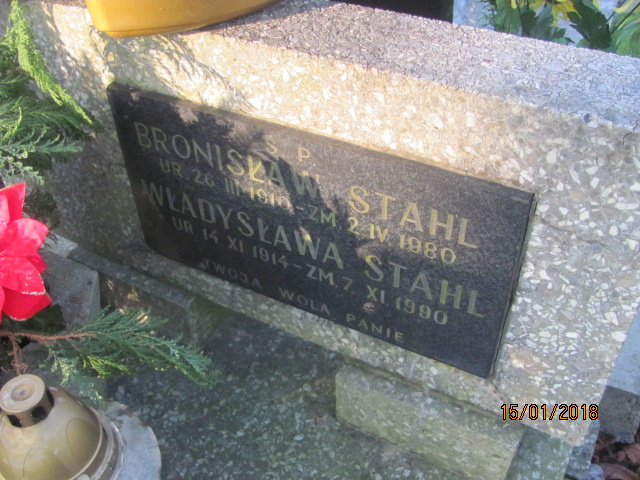 Ś P
BRONISŁAW STAHL
UR. 26 III 1910 - ZM. 2 IV 1980
WŁADYSŁAWA STAHL
UR. 14 XI 1914 - ZM. 7 XI 1990
TWOJA WOLA PANIE
15/01/2018